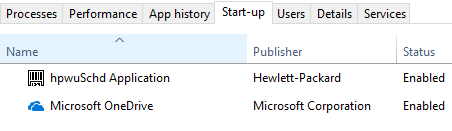 Processes Performance App history Start-up Users Details Services
Name Publisher Status
hpwuSchd Application Hewlett-Packard Enabled
Microsoft OneDrive Microsoft Corporation Enabled